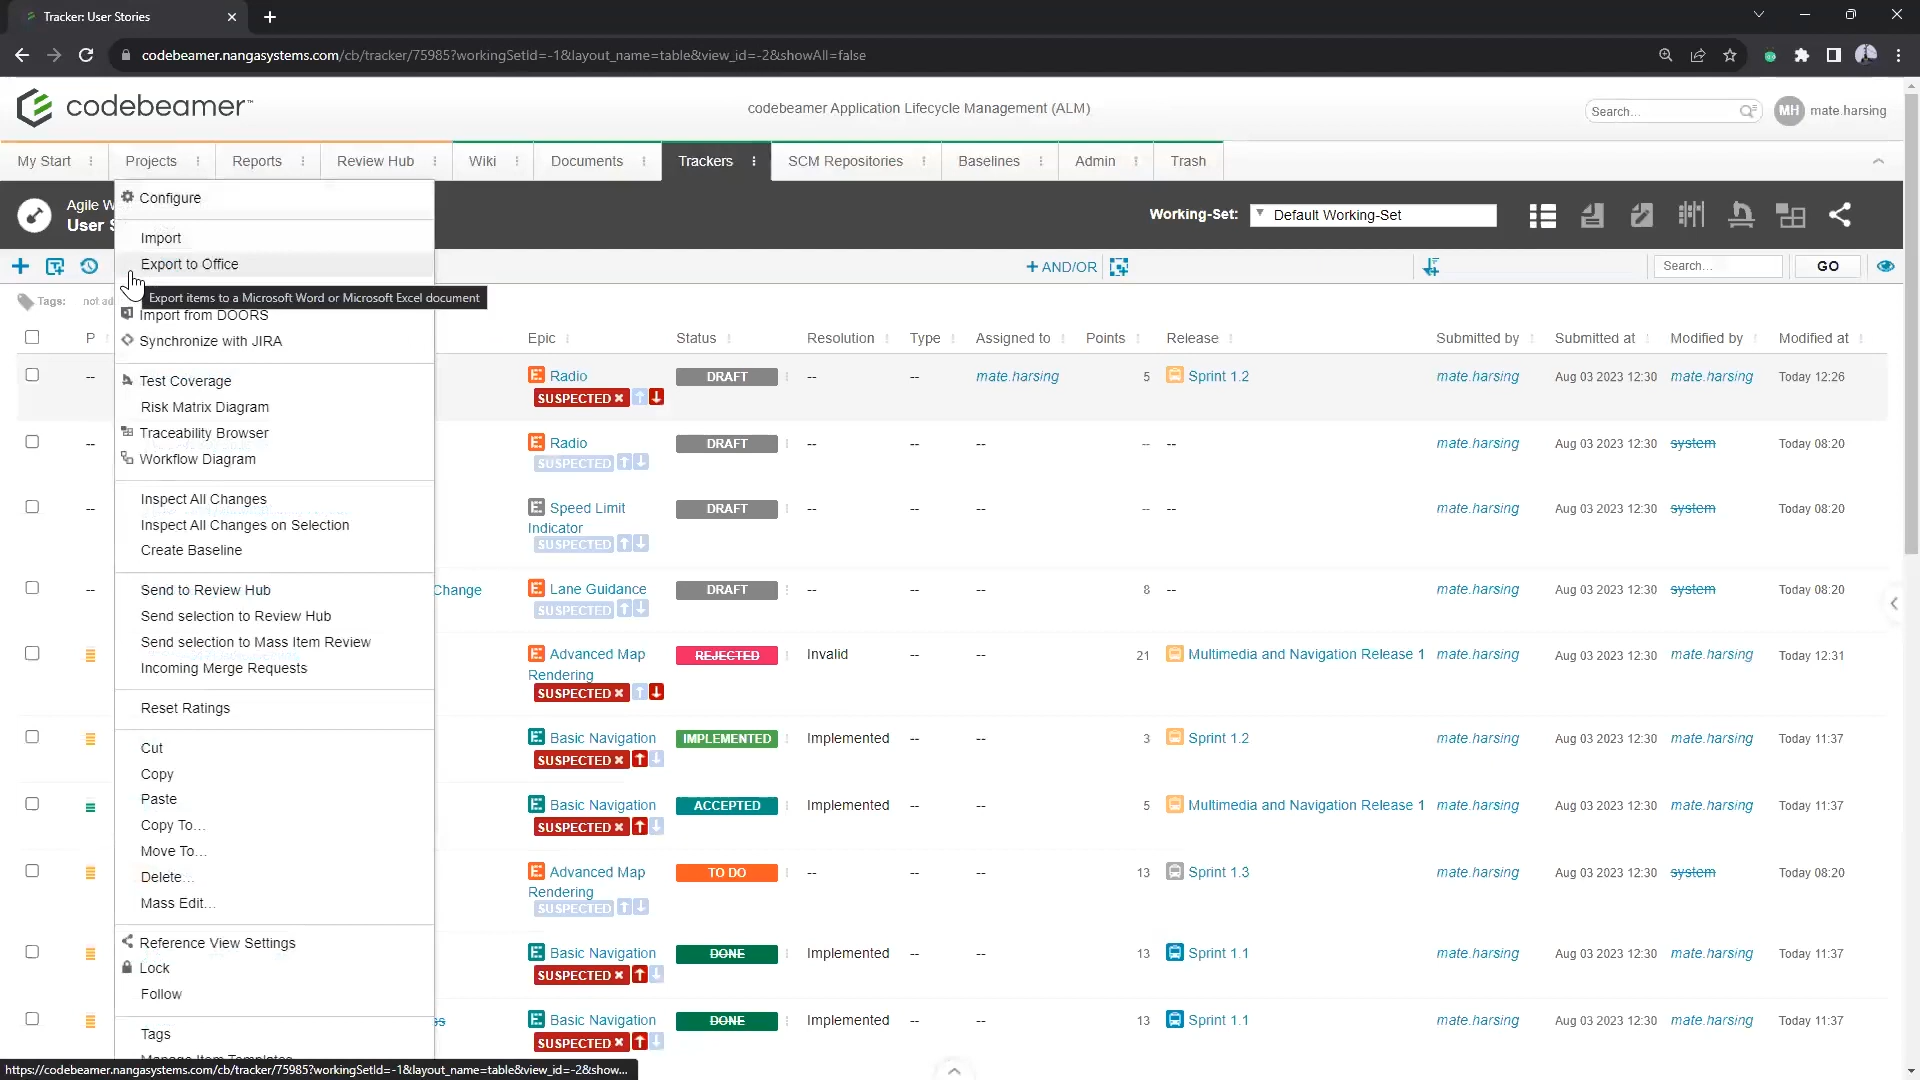 Tracker: User Stories
codebeamer.nangasystems.com/cb/tracker/75985?workingSetId=-1&layout_name=table&view_id=-2&showAll=false
codebeamer™
codebeamer Application Lifecycle Management (ALM)
Search...
MH mate.harsing
My Start Projects Reports Review Hub Wiki Documents Trackers SCM Repositories Baselines Admin Trash
Agile W
User S
Working-Set: Default Working-Set
AND/OR
Search... GO
Tags: not ad
Configure
Import
Export to Office
Export items to a Microsoft Word or Microsoft Excel document
Import from DOORS
Synchronize with JIRA
Test Coverage
Risk Matrix Diagram
Traceability Browser
Workflow Diagram
Inspect All Changes
Inspect All Changes on Selection
Create Baseline
Send to Review Hub
Send selection to Review Hub
Send selection to Mass Item Review
Incoming Merge Requests
Reset Ratings
Cut
Copy
Paste
Copy To...
Move To...
Delete...
Mass Edit...
Reference View Settings
Lock
Follow
Tags
Manage Item Templates
P Epic Status Resolution Type Assigned to Points Release Submitted by Submitted at Modified by Modified at
-- Radio DRAFT -- -- mate.harsing 5 Sprint 1.2 mate.harsing Aug 03 2023 12:30 mate.harsing Today 12:26
SUSPECTED
-- Radio DRAFT -- -- -- -- -- mate.harsing Aug 03 2023 12:30 system Today 08:20
SUSPECTED
-- Speed Limit DRAFT -- -- -- -- -- mate.harsing Aug 03 2023 12:30 system Today 08:20
Indicator
SUSPECTED
-- Change Lane Guidance DRAFT -- -- -- 8 -- mate.harsing Aug 03 2023 12:30 system Today 08:20
SUSPECTED
Advanced Map REJECTED Invalid -- -- 21 Multimedia and Navigation Release 1 mate.harsing Aug 03 2023 12:30 mate.harsing Today 12:31
Rendering
SUSPECTED
Basic Navigation IMPLEMENTED Implemented -- -- 3 Sprint 1.2 mate.harsing Aug 03 2023 12:30 mate.harsing Today 11:37
SUSPECTED
Basic Navigation ACCEPTED Implemented -- -- 5 Multimedia and Navigation Release 1 mate.harsing Aug 03 2023 12:30 mate.harsing Today 11:37
SUSPECTED
Advanced Map TO DO -- -- -- 13 Sprint 1.3 mate.harsing Aug 03 2023 12:30 system Today 08:20
Rendering
SUSPECTED
Basic Navigation DONE Implemented -- -- 13 Sprint 1.1 mate.harsing Aug 03 2023 12:30 mate.harsing Today 11:37
SUSPECTED
ss Basic Navigation DONE Implemented -- -- 13 Sprint 1.1 mate.harsing Aug 03 2023 12:30 mate.harsing Today 11:37
SUSPECTED
https://codebeamer.nangasystems.com/cb/tracker/75985?workingSetId=-1&layout_name=table&view_id=-2&show...